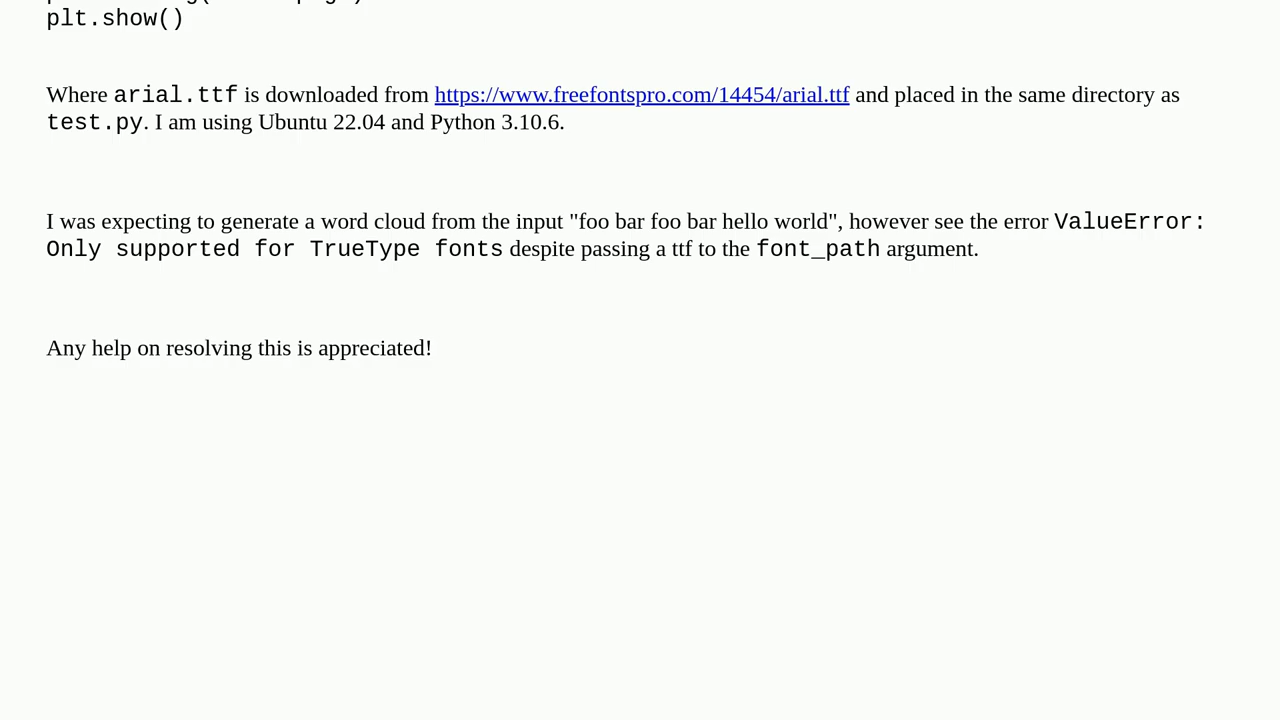 plt.show()
Where arial.ttf is downloaded from https://www.freefontspro.com/14454/arial.ttf and placed in the same directory as
test.py. I am using Ubuntu 22.04 and Python 3.10.6.
I was expecting to generate a word cloud from the input "foo bar foo bar hello world", however see the error ValueError:
Only supported for TrueType fonts despite passing a ttf to the font_path argument.
Any help on resolving this is appreciated!